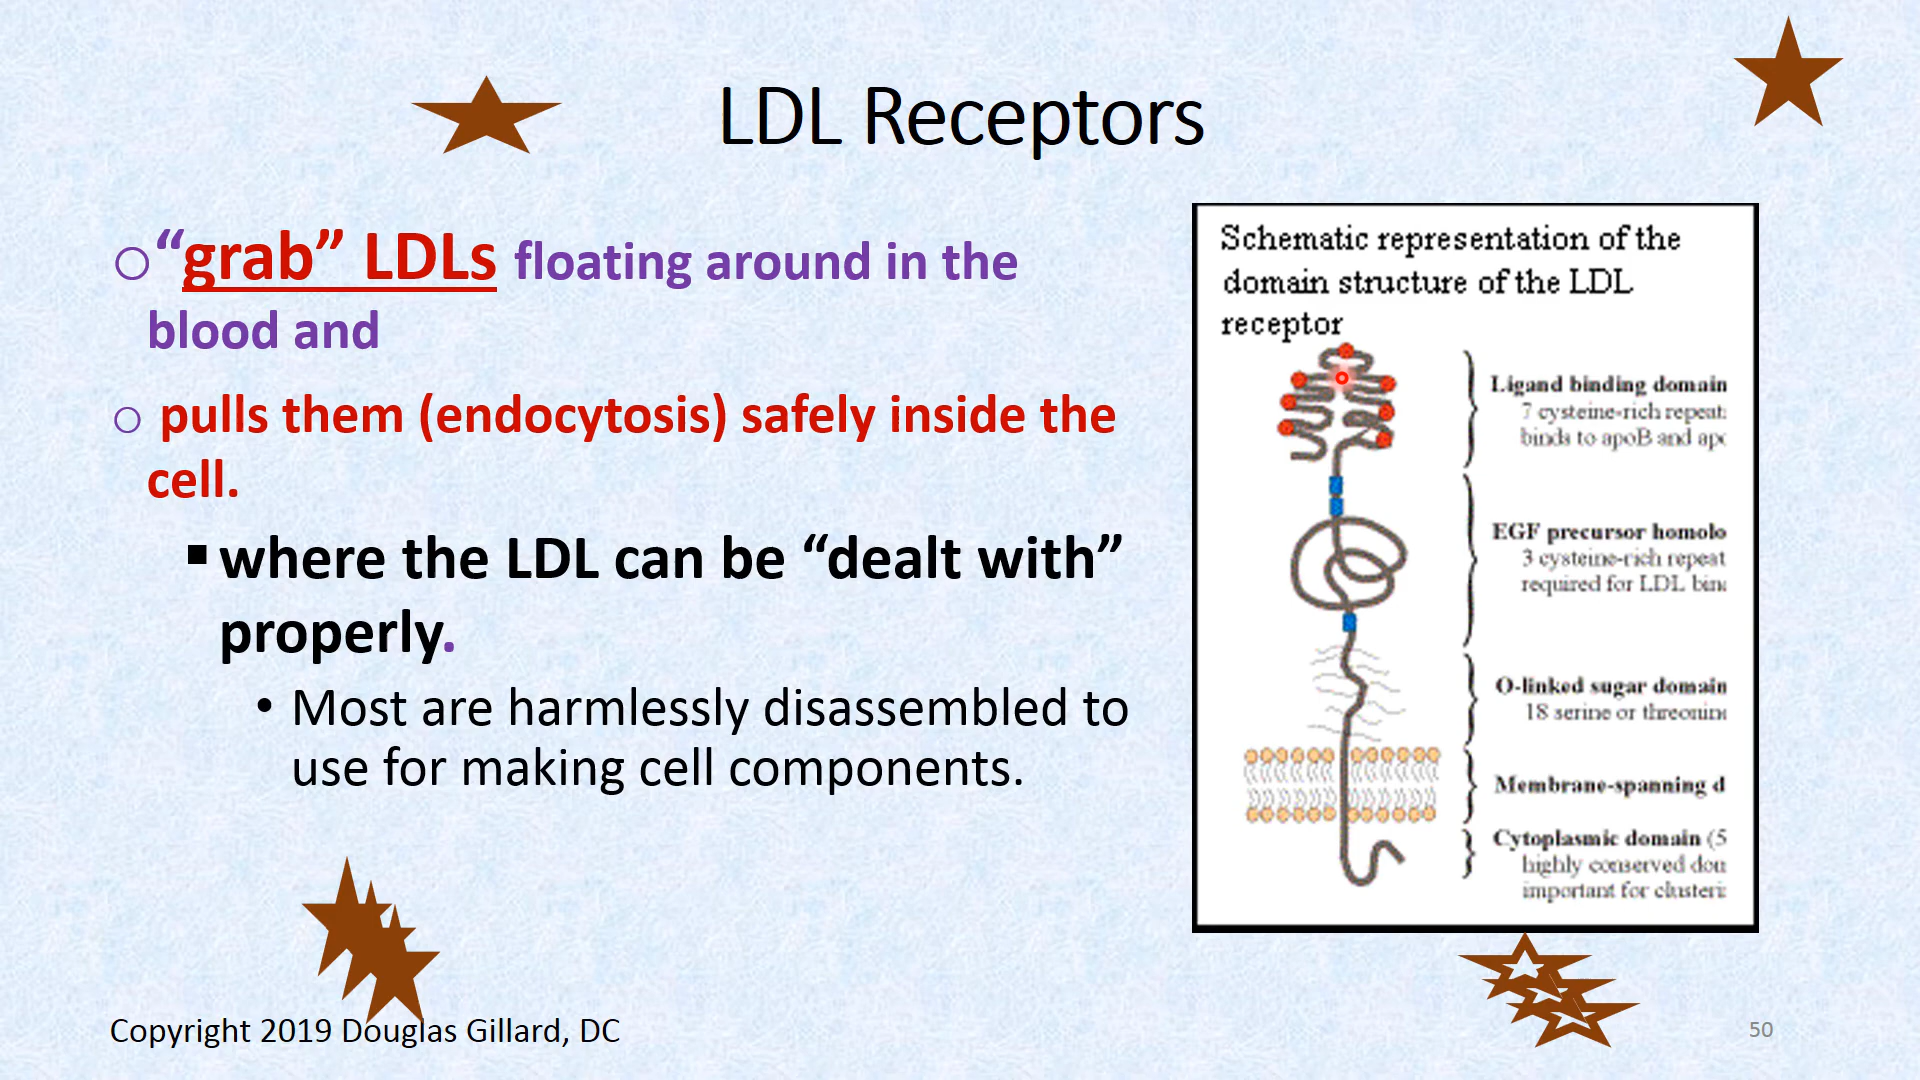 LDL Receptors
“grab” LDLs floating around in the
blood and
pulls them (endocytosis) safely inside the
cell.
where the LDL can be “dealt with”
properly.
Most are harmlessly disassembled to
use for making cell components.
Schematic representation of the
domain structure of the LDL
receptor
Ligand binding domain
7 cysteine-rich repeat
binds to apoB and
EGF precursor homolo
3 cysteine-rich repeat
required for LDL
O-linked sugar domain
18 serine or
Membrane-spanning d
Cytoplasmic domain (5
highly conserved
important for
Copyright 2019 Douglas Gillard, DC
50